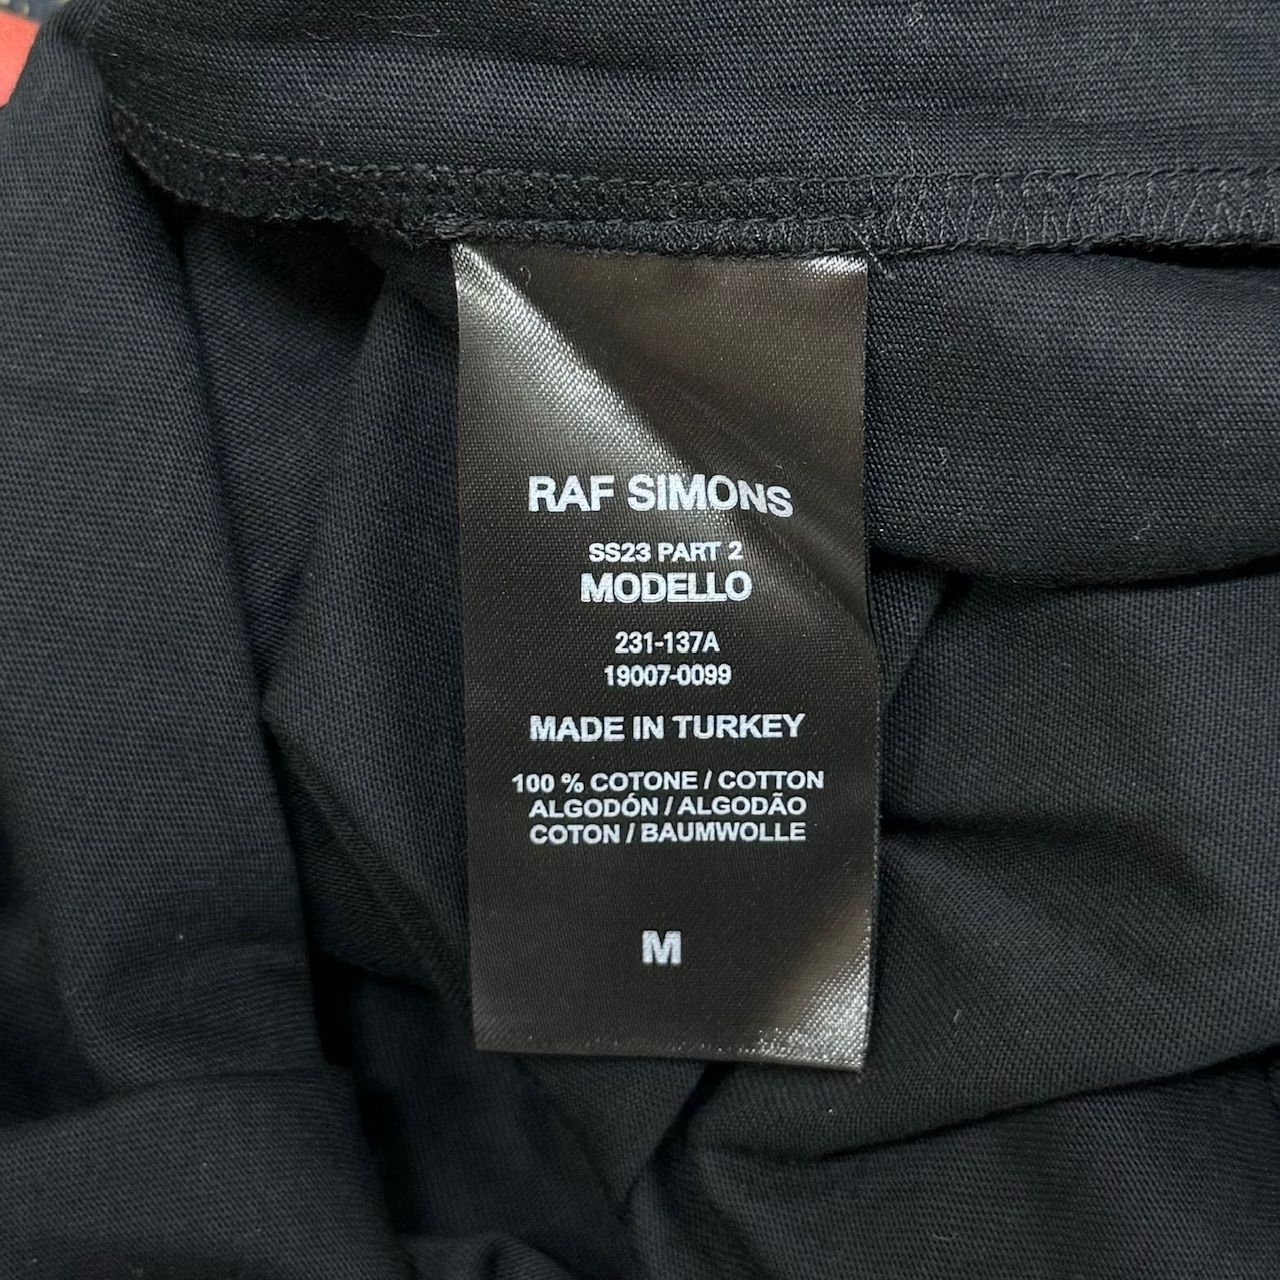 RAF SIMONS
SS23 PART 2
MODELLO
231-137A
19007-0099
MADE IN TURKEY
100 % COTONE / COTTON
ALGODÓN / ALGODÃO
COTON / BAUMWOLLE
M